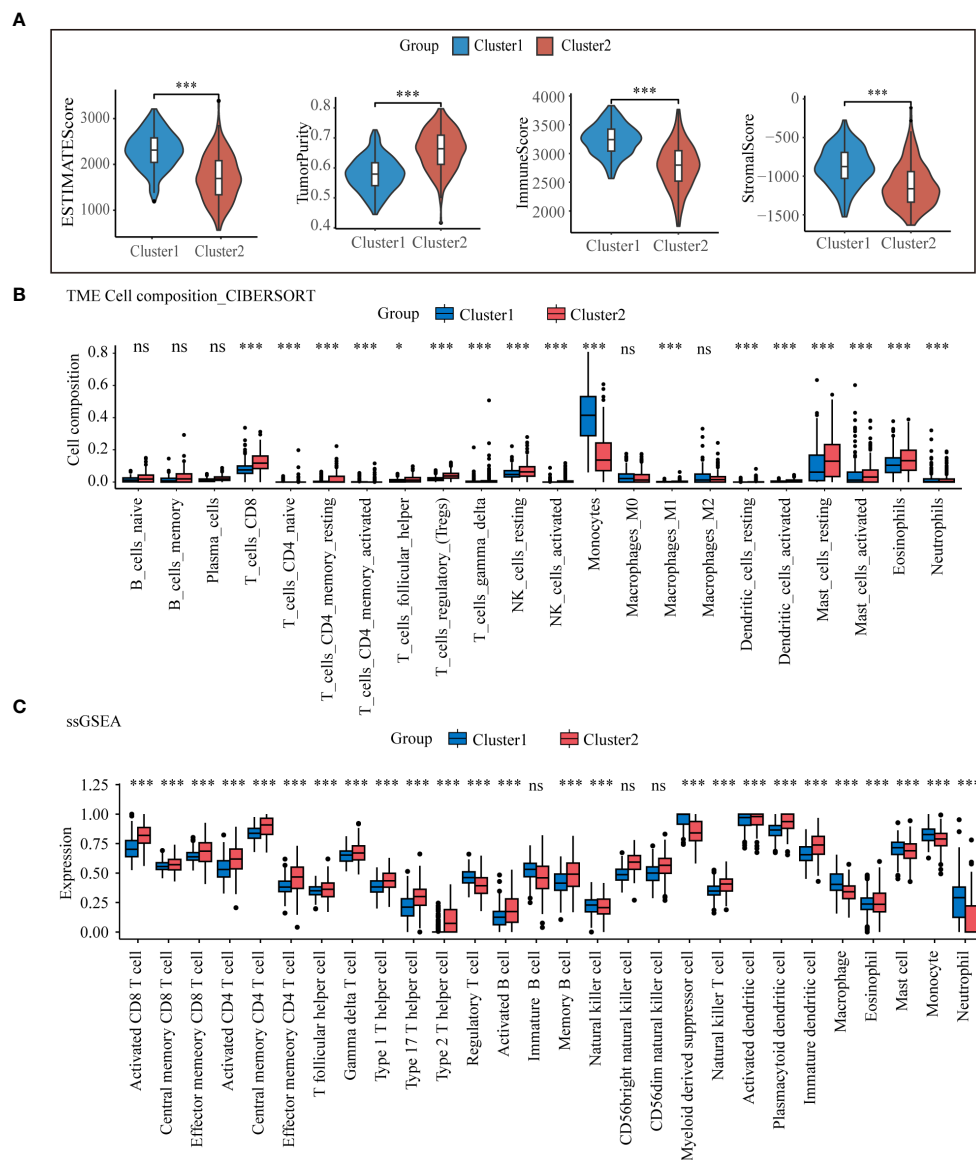 A
Group Cluster1 Cluster2
ESTIMATEScore
3000
2000
1000
***
Cluster1 Cluster2
TumorPurity
0.8
0.7
0.6
0.5
0.4
***
Cluster1 Cluster2
ImmuneScore
4000
3500
3000
2500
2000
***
Cluster1 Cluster2
StromalScore
0
−500
−1000
−1500
***
Cluster1 Cluster2
B
TME Cell composition_CIBERSORT
Group Cluster1 Cluster2
ns ns ns *** *** *** *** * *** *** *** *** *** ns *** ns *** *** *** *** *** ***
Cell composition
0.8
0.6
0.4
0.2
0.0
B_cells_naive
B_cells_memory
Plasma_cells
T_cells_CD8
T_cells_CD4_naive
T_cells_CD4_memory_resting
T_cells_CD4_memory_activated
T_cells_follicular_helper
T_cells_regulatory_(Tregs)
T_cells_gamma_delta
NK_cells_resting
NK_cells_activated
Monocytes
Macrophages_M0
Macrophages_M1
Macrophages_M2
Dendritic_cells_resting
Dendritic_cells_activated
Mast_cells_resting
Mast_cells_activated
Eosinophils
Neutrophils
C
ssGSEA
Group Cluster1 Cluster2
*** *** *** *** *** *** *** *** *** *** *** *** *** ns *** *** ns ns *** *** *** *** *** *** *** *** *** ***
Expression
1.25
1.00
0.75
0.50
0.25
0.00
Activated CD8 T cell
Central memory CD8 T cell
Effector memeory CD8 T cell
Activated CD4 T cell
Central memory CD4 T cell
Effector memeory CD4 T cell
T follicular helper cell
Gamma delta T cell
Type 1 T helper cell
Type 17 T helper cell
Type 2 T helper cell
Regulatory T cell
Activated B cell
Immature B cell
Memory B cell
Natural killer cell
CD56bright natural killer cell
CD56dim natural killer cell
Myeloid derived suppressor cell
Natural killer T cell
Activated dendritic cell
Plasmacytoid dendritic cell
Immature dendritic cell
Macrophage
Eosinophil
Mast cell
Monocyte
Neutrophil